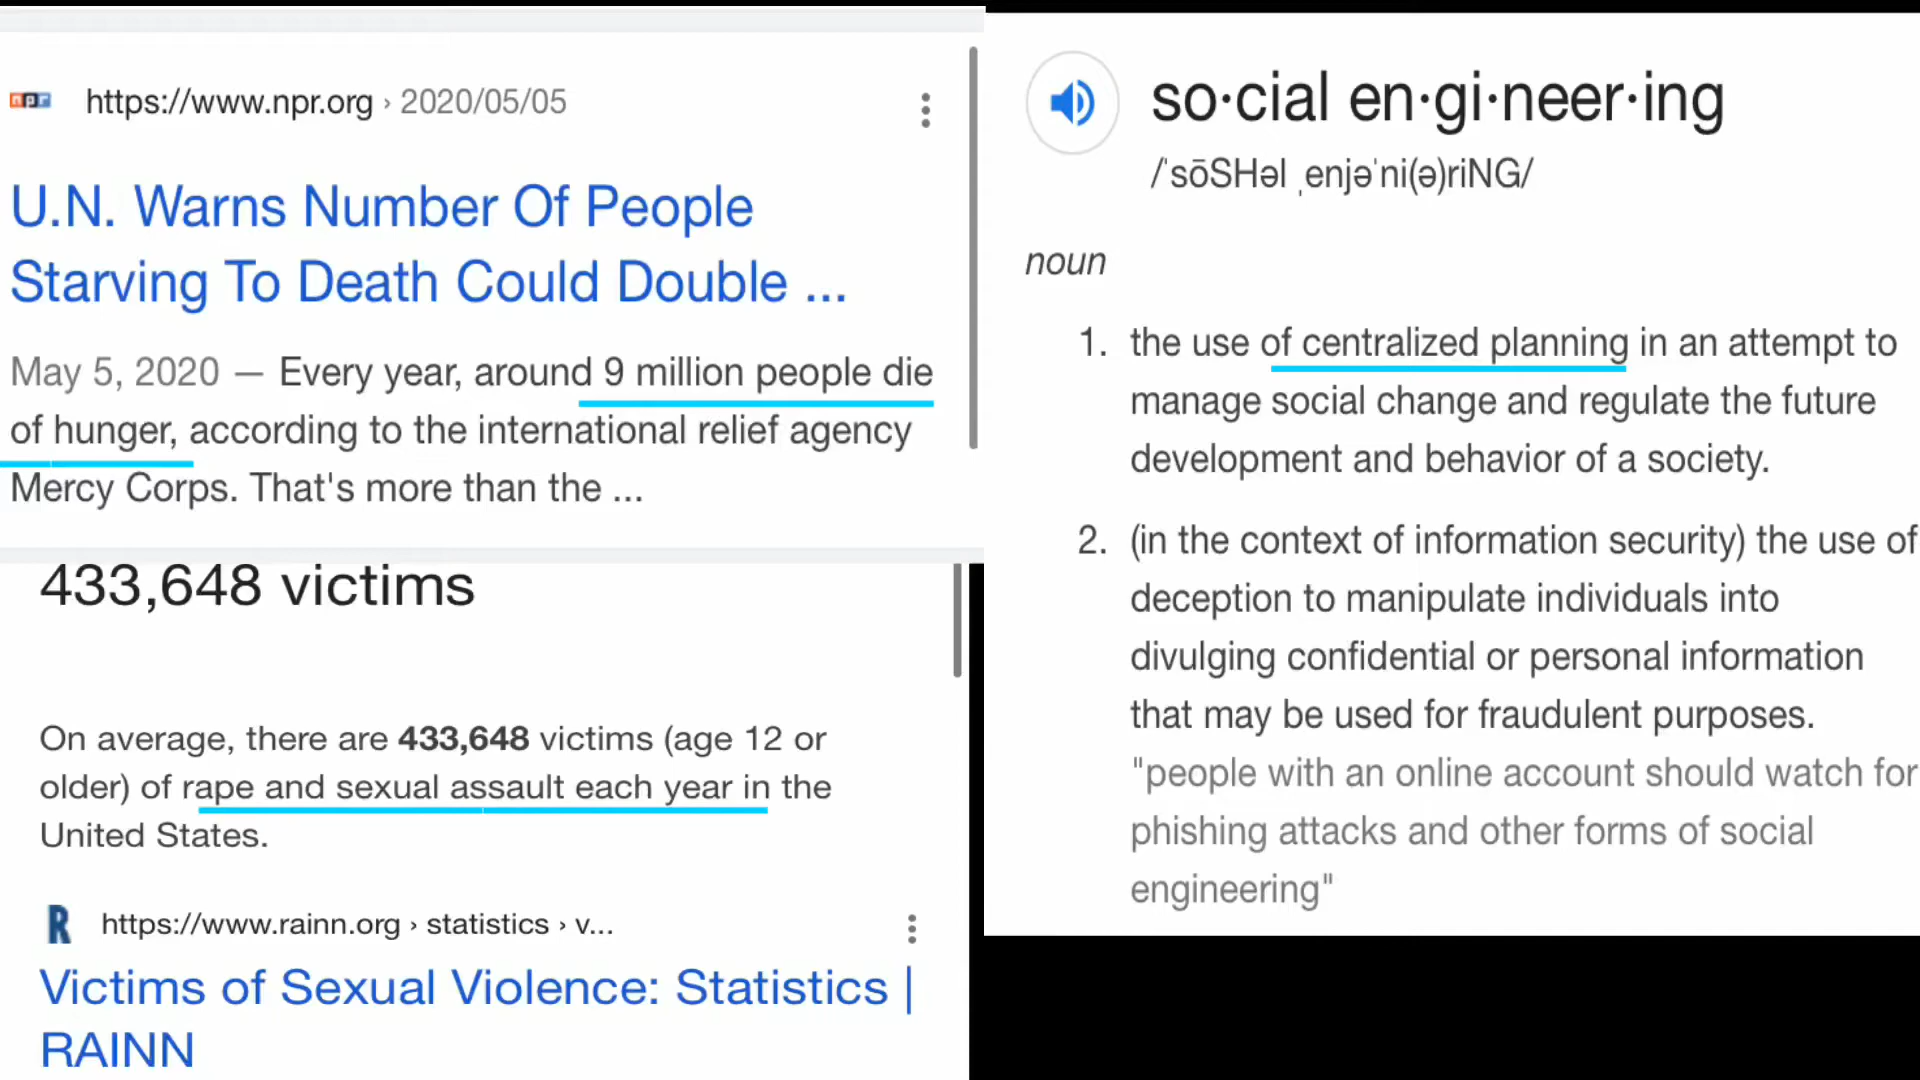 npr https://www.npr.org › 2020/05/05
U.N. Warns Number Of People
Starving To Death Could Double ...
May 5, 2020 — Every year, around 9 million people die
of hunger, according to the international relief agency
Mercy Corps. That's more than the ...
433,648 victims
On average, there are 433,648 victims (age 12 or
older) of rape and sexual assault each year in the
United States.
R https://www.rainn.org › statistics › v...
Victims of Sexual Violence: Statistics |
RAINN
so·cial en·gi·neer·ing
/ˈsōSHəl ˌenjəˈni(ə)riNG/
noun
1. the use of centralized planning in an attempt to
manage social change and regulate the future
development and behavior of a society.
2. (in the context of information security) the use of
deception to manipulate individuals into
divulging confidential or personal information
that may be used for fraudulent purposes.
"people with an online account should watch for
phishing attacks and other forms of social
engineering"